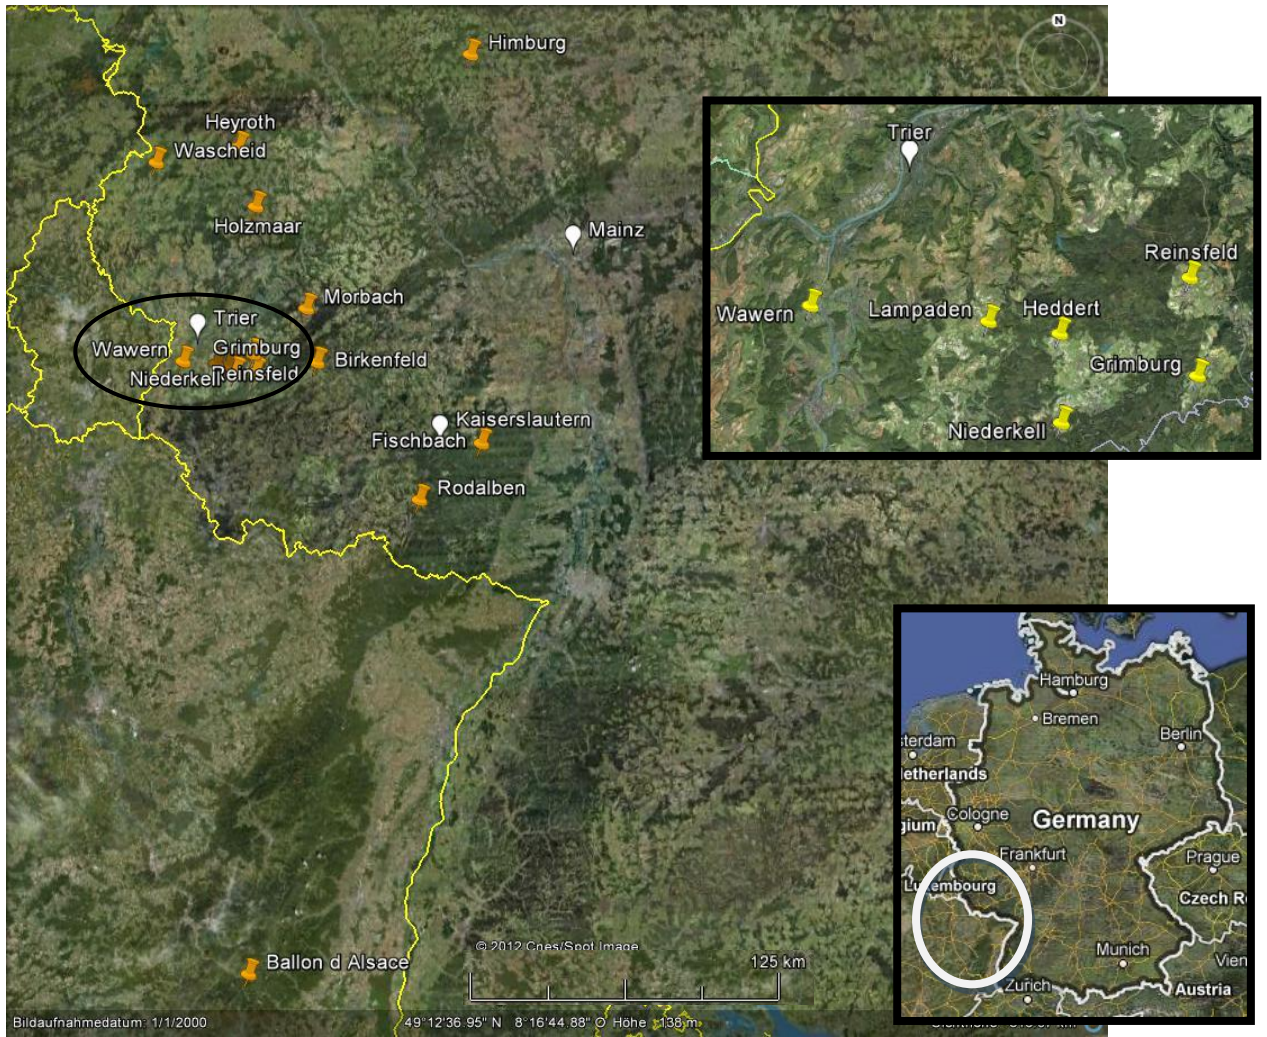 N
Himburg
Heyroth
Wascheid
Holzmaar
Mainz
Morbach
Trier
Wawern
Grimburg
Birkenfeld
Niederkell
Reinsfeld
Kaiserslautern
Fischbach
Rodalben
Ballon d Alsace
© 2012 Cnes/Spot Image
125 km
Bildaufnahmedatum: 1/1/2000
49°12'36.95" N 8°16'44.88" O Höhe 138 m
Trier
Reinsfeld
Wawern
Lampaden
Heddert
Grimburg
Niederkell
Hamburg
Bremen
Berlin
sterdam
letherlands
Cologne
gium
Germany
Frankfurt
Prague
Luxembourg
Czech R
Munich
Vien
Zurich
Austria